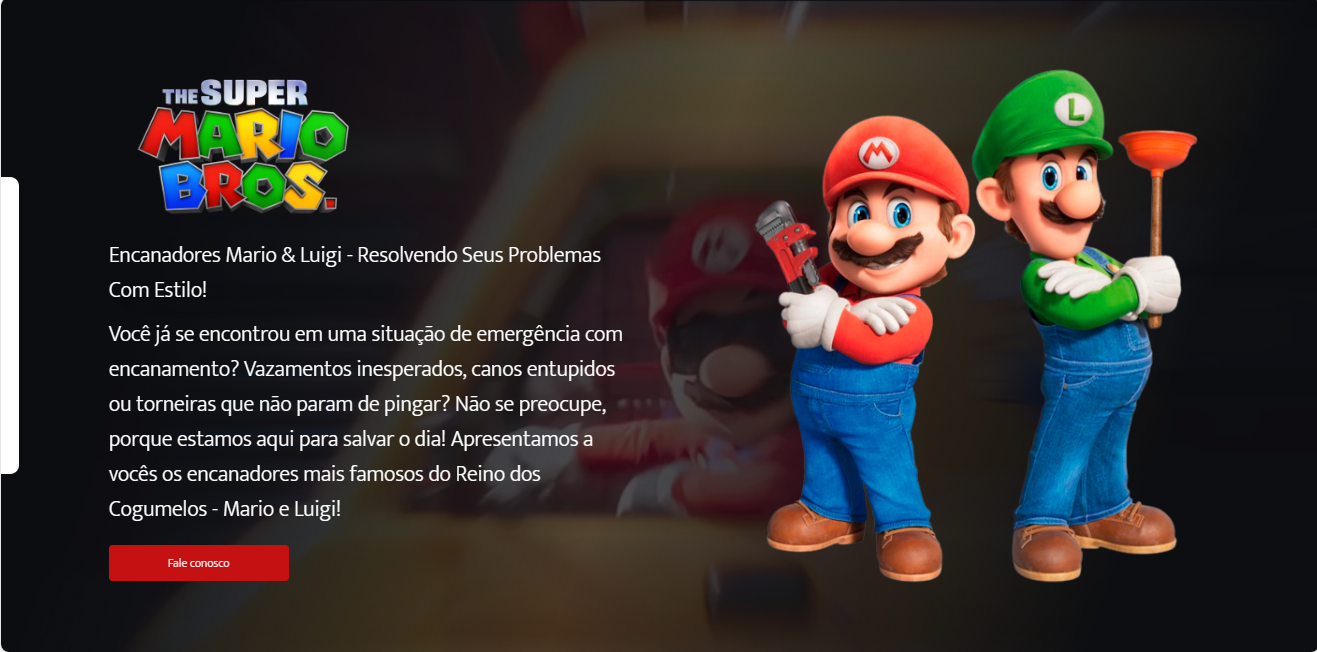 THE SUPER
MARIO
BROS.
L
M
Encanadores Mario & Luigi - Resolvendo Seus Problemas
Com Estilo!
Você já se encontrou em uma situação de emergência com
encanamento? Vazamentos inesperados, canos entupidos
ou torneiras que não param de pingar? Não se preocupe,
porque estamos aqui para salvar o dia! Apresentamos a
vocês os encanadores mais famosos do Reino dos
Cogumelos - Mario e Luigi!
Fale conosco